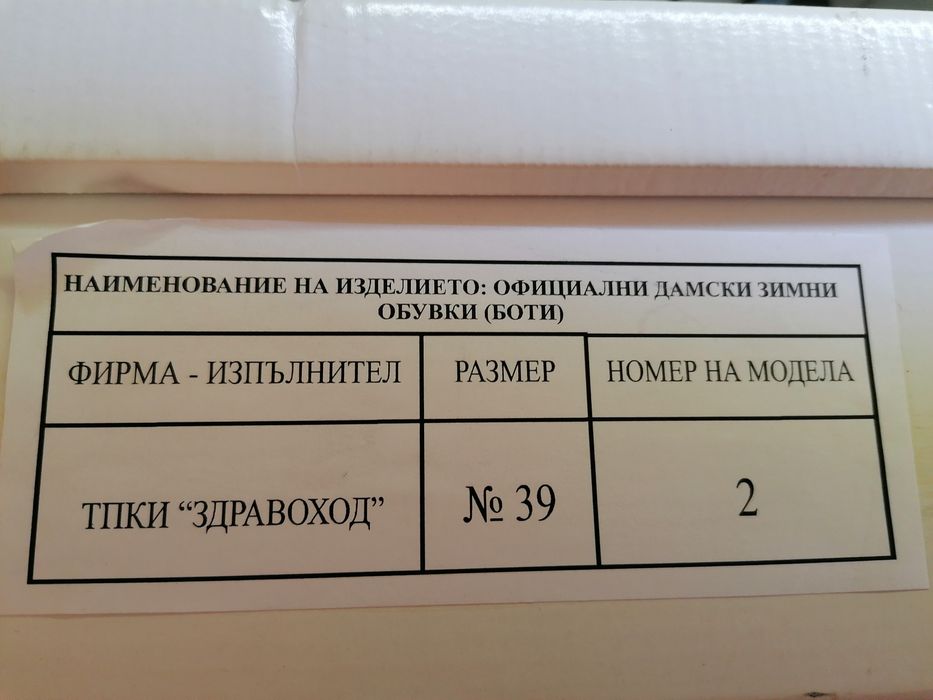 НАИМЕНОВАНИЕ НА ИЗДЕЛИЕТО: ОФИЦИАЛНИ ДАМСКИ ЗИМНИ
ОБУВКИ (БОТИ)
ФИРМА - ИЗПЪЛНИТЕЛ
РАЗМЕР
НОМЕР НА МОДЕЛА
ТПКИ “ЗДРАВОХОД”
№ 39
2